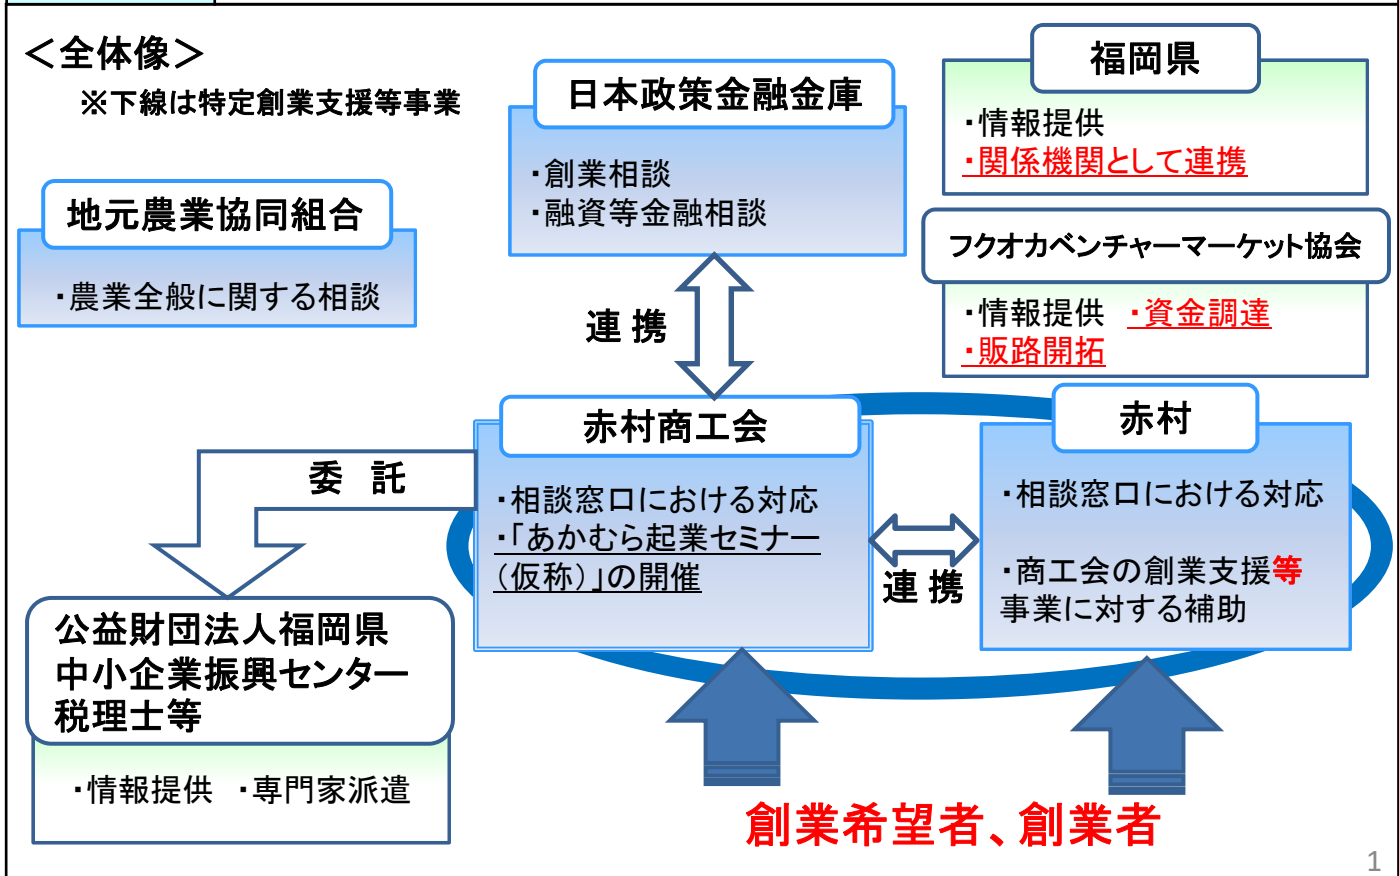 ＜全体像＞
※下線は特定創業支援等事業
地元農業協同組合
・農業全般に関する相談
日本政策金融公庫
・創業相談
・融資等金融相談
福岡県
・情報提供
・関係機関として連携
フクオカベンチャーマーケット協会
・情報提供 ・資金調達
・販路開拓
連 携
赤村商工会
・相談窓口における対応
・「あかむら起業セミナー
（仮称）」の開催
連 携
赤村
・相談窓口における対応
・商工会の創業支援等
事業に対する補助
委 託
公益財団法人福岡県
中小企業振興センター
税理士等
・情報提供 ・専門家派遣
創業希望者、創業者
1